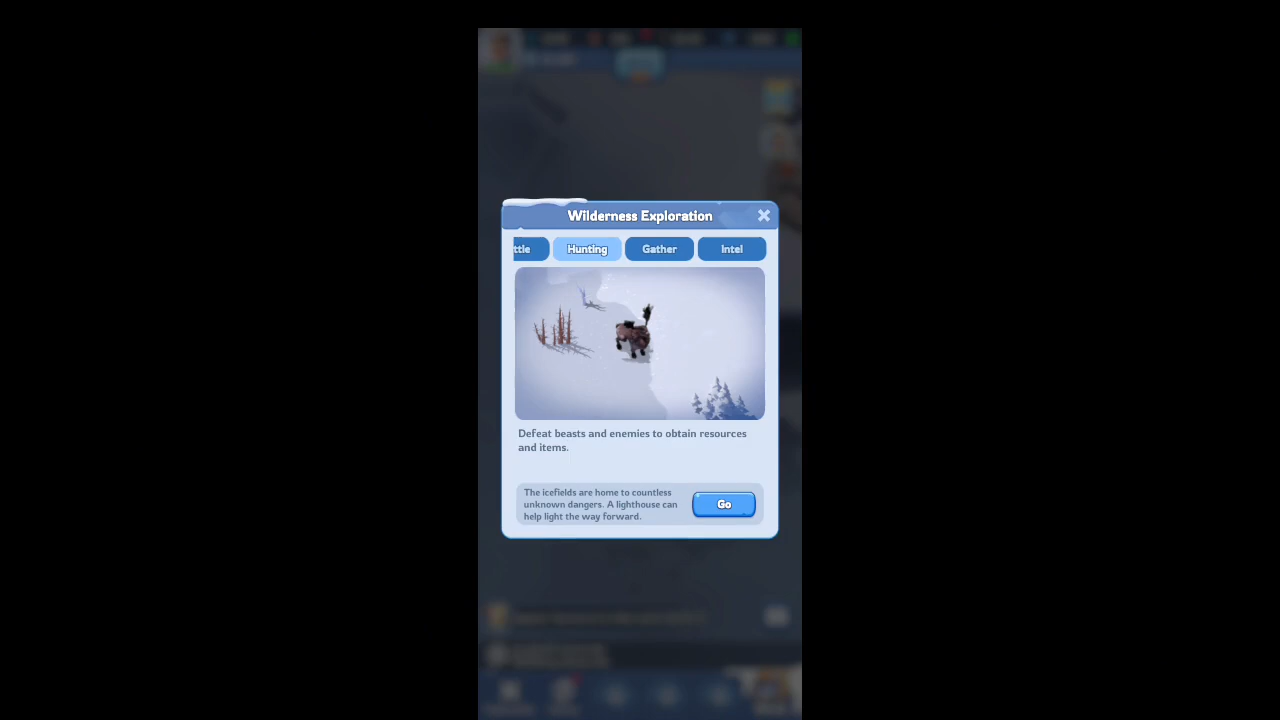 Wilderness Exploration
ttle
Hunting
Gather
Intel
Defeat beasts and enemies to obtain resources
and items.
The icefields are home to countless
unknown dangers. A lighthouse can
help light the way forward.
Go